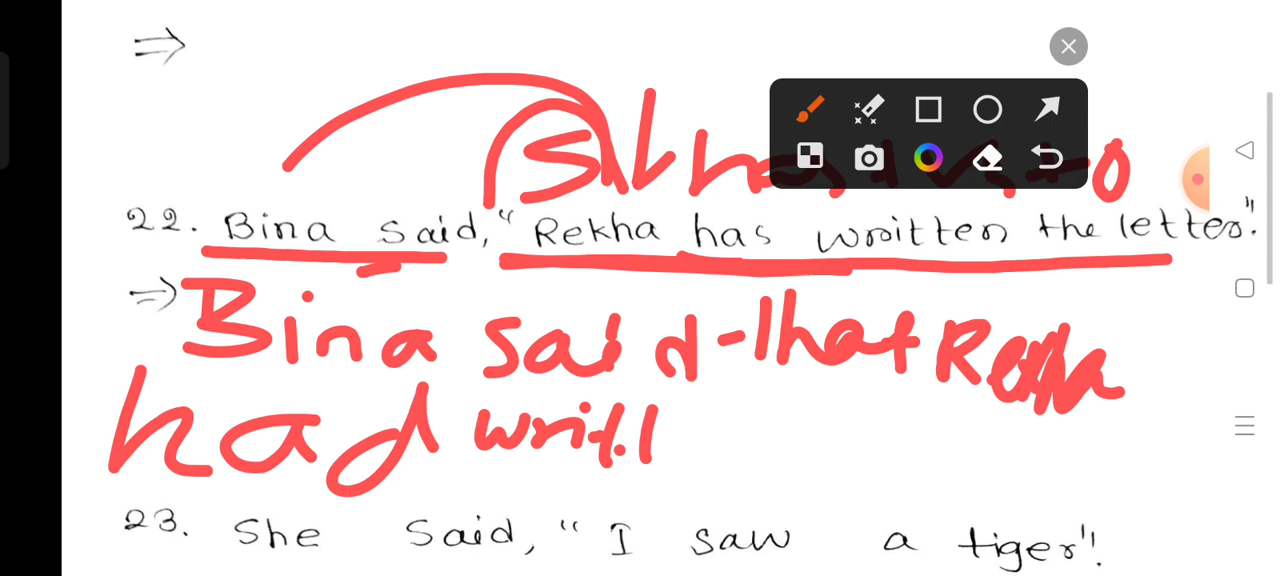 22. Bina said, "Rekha has written the letter".
⇒ Bina said that Rekha
had writ
23. She said, "I saw a tiger".